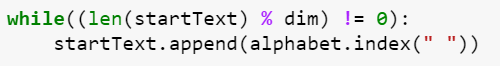 while((len(startText) % dim) != 0):
    startText.append(alphabet.index(" "))